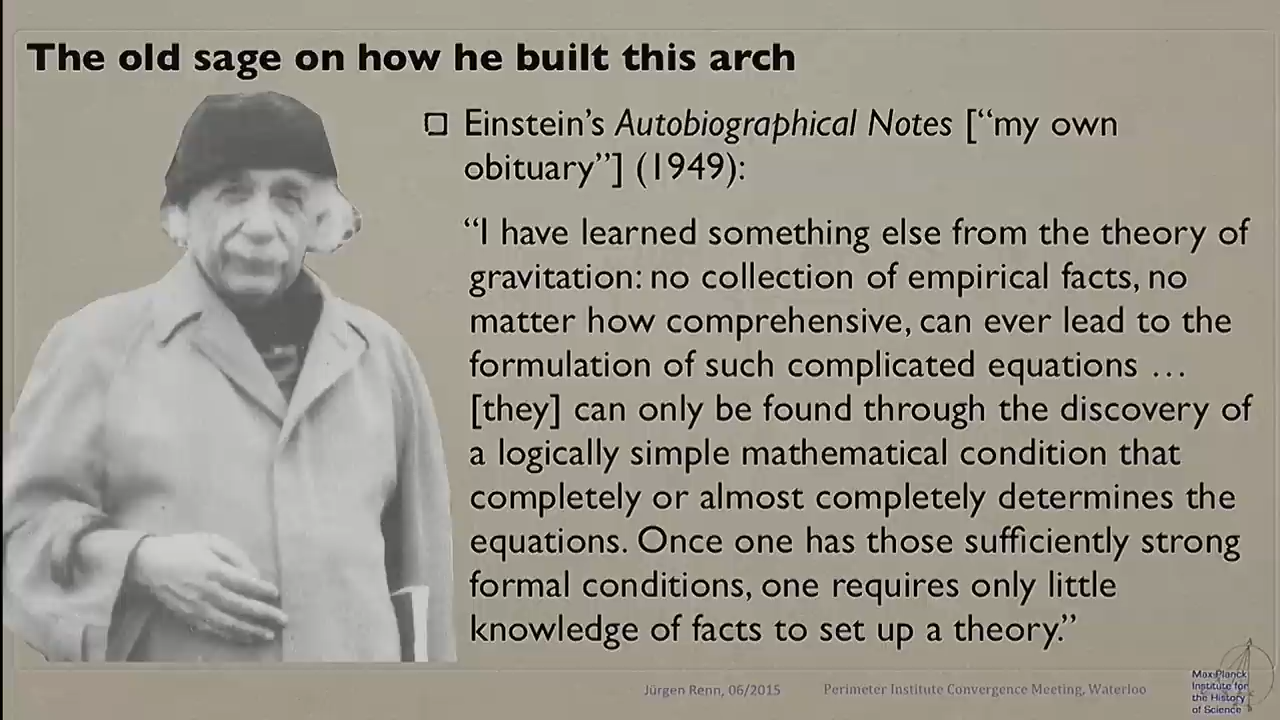 The old sage on how he built this arch
Einstein’s Autobiographical Notes [“my own
obituary”] (1949):
“I have learned something else from the theory of
gravitation: no collection of empirical facts, no
matter how comprehensive, can ever lead to the
formulation of such complicated equations …
[they] can only be found through the discovery of
a logically simple mathematical condition that
completely or almost completely determines the
equations. Once one has those sufficiently strong
formal conditions, one requires only little
knowledge of facts to set up a theory.”
Jürgen Renn, 06/2015
Perimeter Institute Convergence Meeting, Waterloo
Max Planck
Institute for
the History
of Science